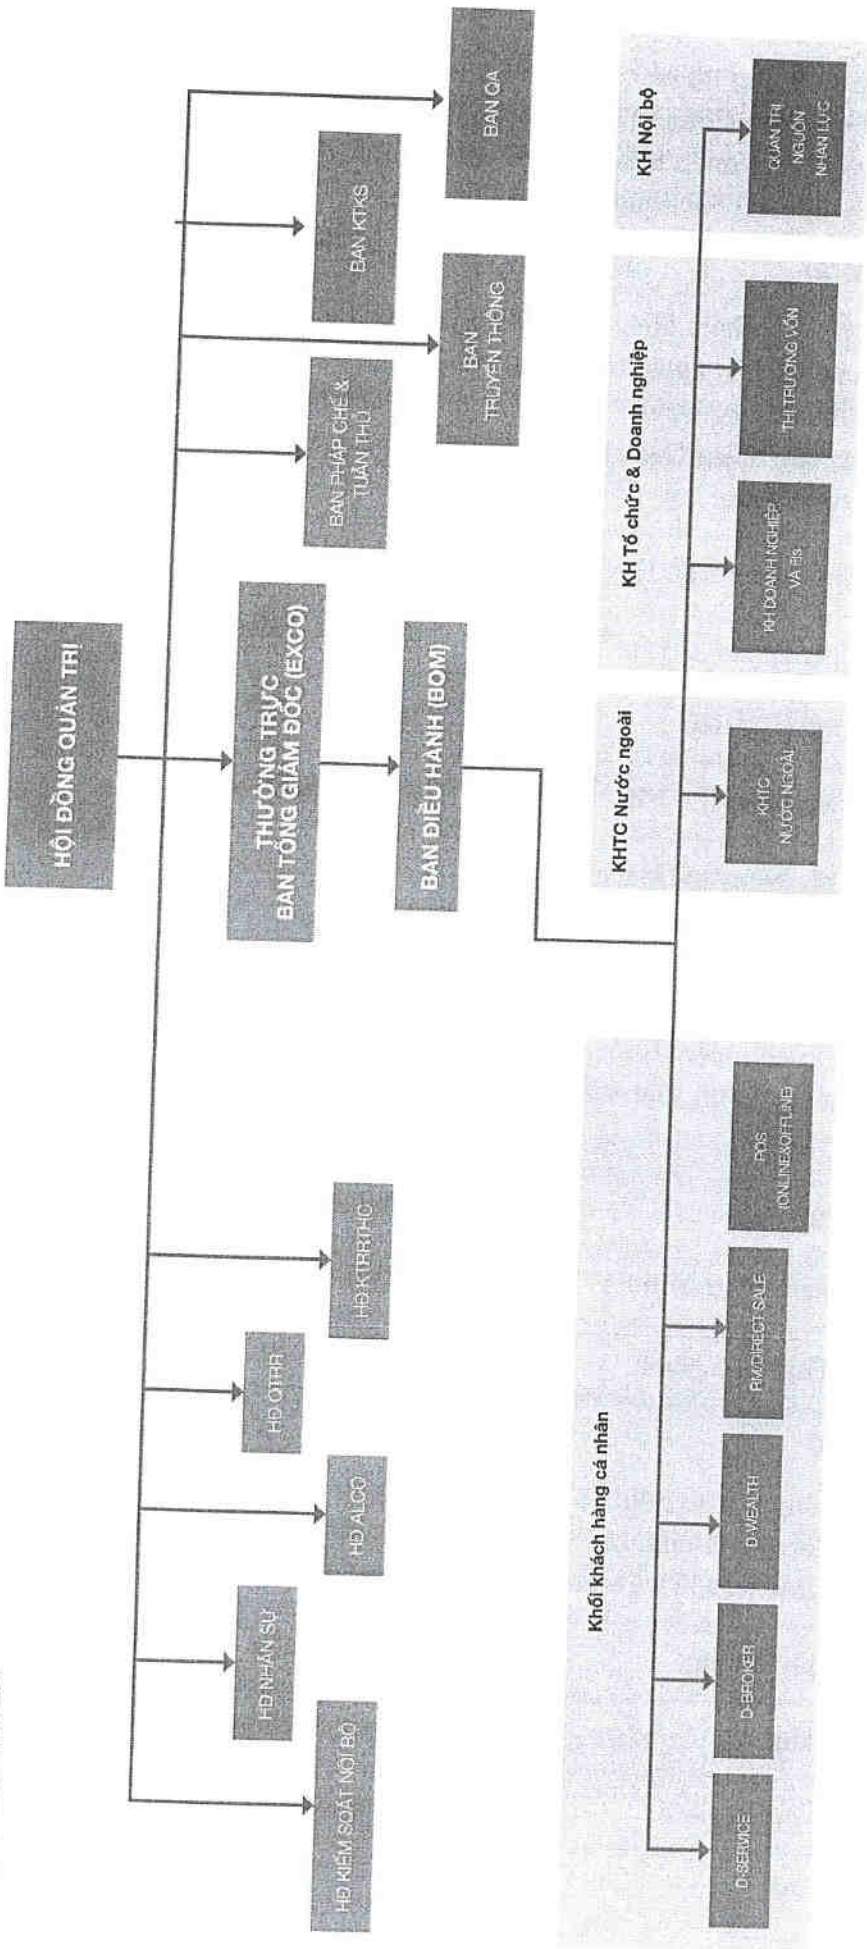 HỘI ĐỒNG QUẢN TRỊ
THƯỜNG TRỰC
BAN TỔNG GIÁM ĐỐC (EXCO)
BAN ĐIỀU HÀNH (BOM)
HĐ KIỂM SOÁT NỘI BỘ
HĐ NHÂN SỰ
HĐ ALCO
HĐ QTRR
HĐ KTRRTHC
BAN PHÁP CHẾ &
TUÂN THỦ
BAN
TRUYỀN THÔNG
BAN KTKS
BAN QA
Khối khách hàng cá nhân
D-SERVICE
D-BROKER
D-WEALTH
RM/DIRECT SALE
POS
(ONLINE&OFFLINE)
KHTC Nước ngoài
KHTC
NƯỚC NGOÀI
KH Tổ chức & Doanh nghiệp
KH DOANH NGHIỆP
VÀ
THỊ TRƯỜNG VỐN
KH Nội bộ
QUẢN TRỊ
NGUỒN
NHÂN LỰC